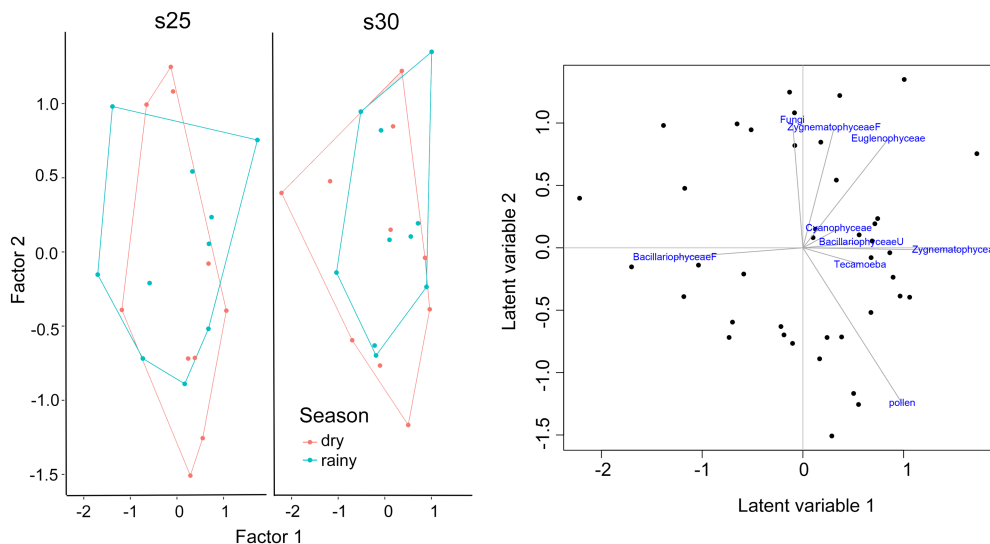 s25
s30
Factor 2
1.0
0.5
0.0
-0.5
-1.0
-1.5
-2
-1
0
1
-2
-1
0
1
Factor 1
Season
dry
rainy
Latent variable 2
1.0
0.5
0.0
-0.5
-1.0
-1.5
Fungi
ZygnematophyceaeF
Euglenophyceae
Cyanophyceae
BacillariophyceaeU
Zygnematophycea
BacillariophyceaeF
Tecamoeba
pollen
-2
-1
0
1
Latent variable 1